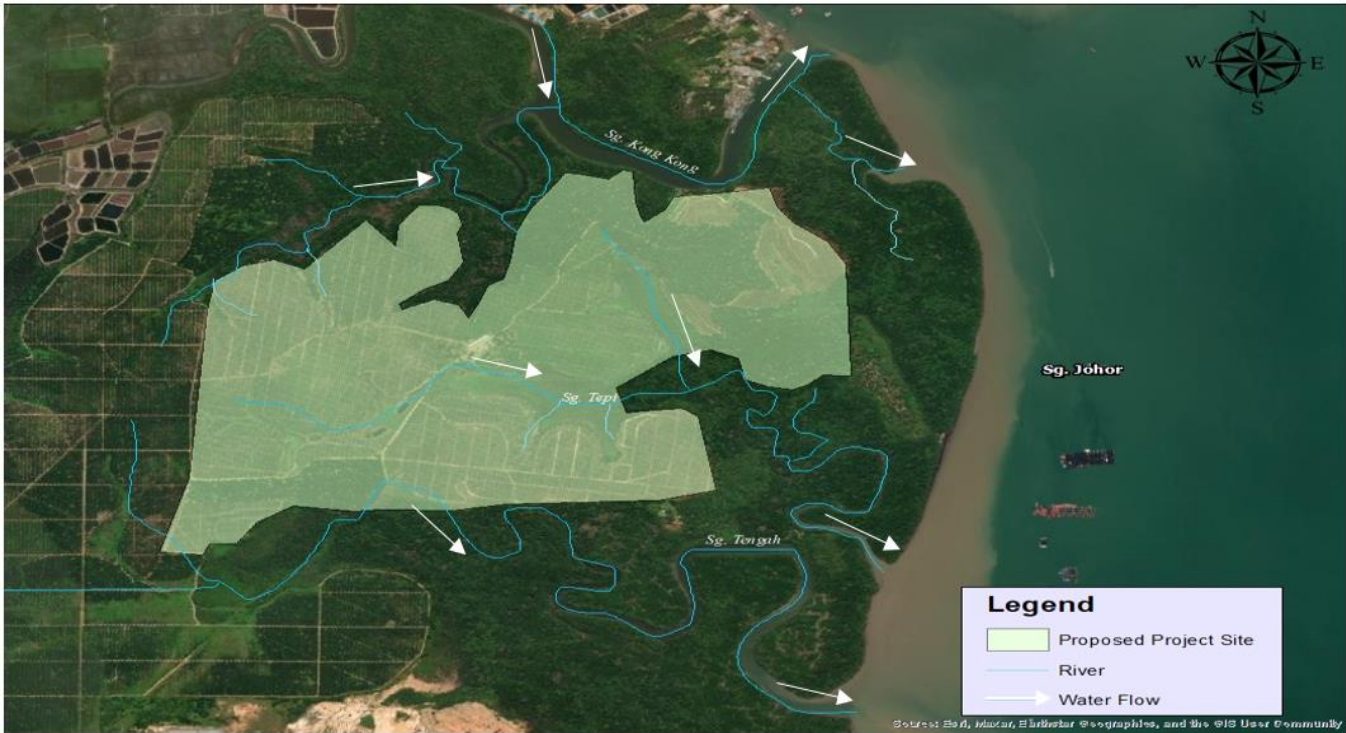 N
W E
S
Sg. Kong Kong
Sg. Johor
Sg. Tepi
Sg. Tengah
Legend
Proposed Project Site
River
Water Flow
Source: Esri, Maxar, Earthstar Geographies, and the GIS User Community